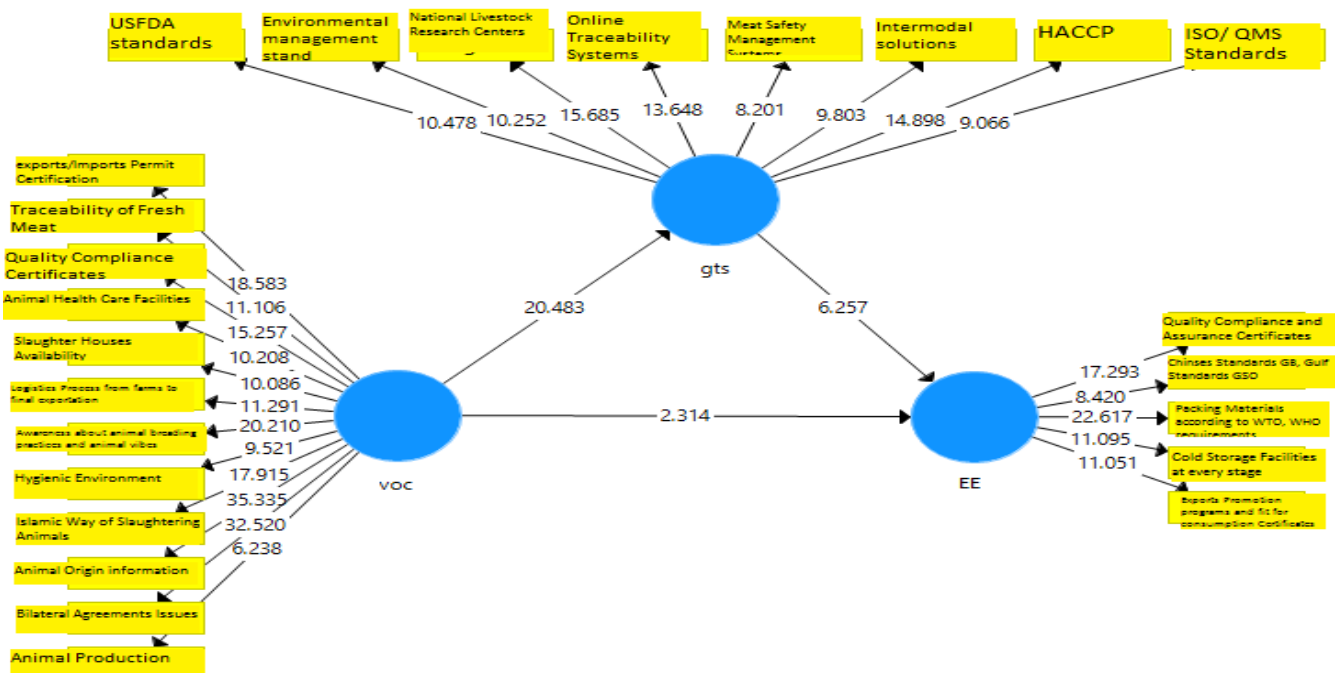 USFDA
standards
Environmental
management
stand
National Livestock
Research Centers
Online
Traceability
Systems
Meat Safety
Management
Systems
Intermodal
solutions
HACCP
ISO/ QMS
Standards
10.478
10.252
15.685
13.648
8.201
9.803
14.898
9.066
gts
exports/Imports Permit
Certification
Traceability of Fresh
Meat
Quality Compliance
Certificates
Animal Health Care Facilities
Slaughter Houses
Availability
Logistics Process from farms to
final exportation
Awareness about animal breading
practices and animal vibes
Hygienic Environment
Islamic Way of Slaughtering
Animals
Animal Origin information
Bilateral Agreements Issues
Animal Production
18.583
11.106
15.257
10.208
10.086
11.291
20.210
9.521
17.915
35.335
32.520
6.238
voc
20.483
6.257
2.314
EE
17.293
8.420
22.617
11.095
11.051
Quality Compliance and
Assurance Certificates
Chinses Standards GB, Gulf
Standards GSO
Packing Materials
according to WTO, WHO
requirements
Cold Storage Facilities
at every stage
Exports Promotion
programs and fit for
consumption Certificates